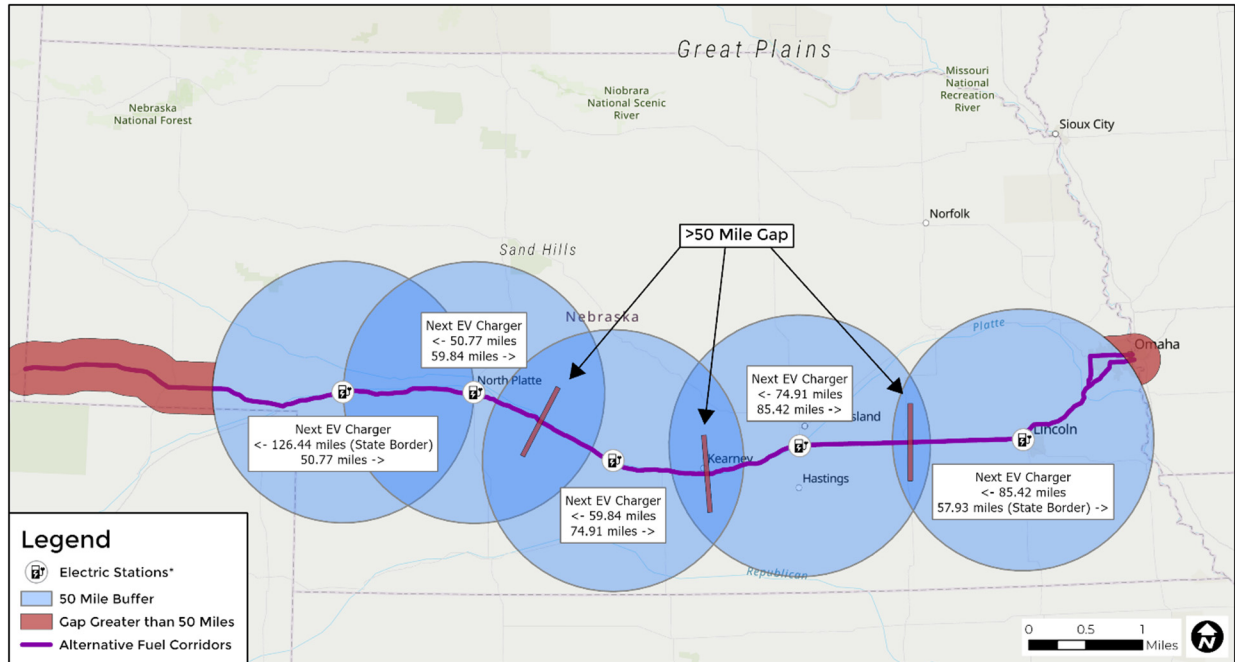 Great Plains
Nebraska
National Forest
Niobrara
National Scenic
River
Missouri
National
Recreation
River
Sioux City
Norfolk
>50 Mile Gap
Sand Hills
Nebraska
Platte
Omaha
Next EV Charger
<- 50.77 miles
59.84 miles ->
North Platte
Next EV Charger
<- 74.91 miles
85.42 miles ->
sland
Lincoln
Next EV Charger
<- 126.44 miles (State Border)
50.77 miles ->
Kearney
Hastings
Next EV Charger
<- 85.42 miles
57.93 miles (State Border) ->
Next EV Charger
<- 59.84 miles
74.91 miles ->
Republican
Legend
Electric Stations*
50 Mile Buffer
Gap Greater than 50 Miles
Alternative Fuel Corridors
0 0.5 1
Miles
N